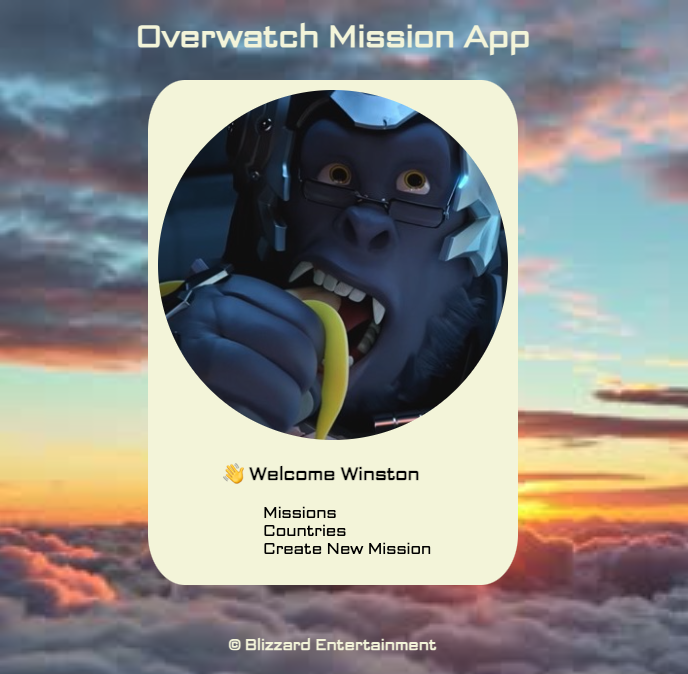 Overwatch Mission App
👋 Welcome Winston
Missions
Countries
Create New Mission
© Blizzard Entertainment